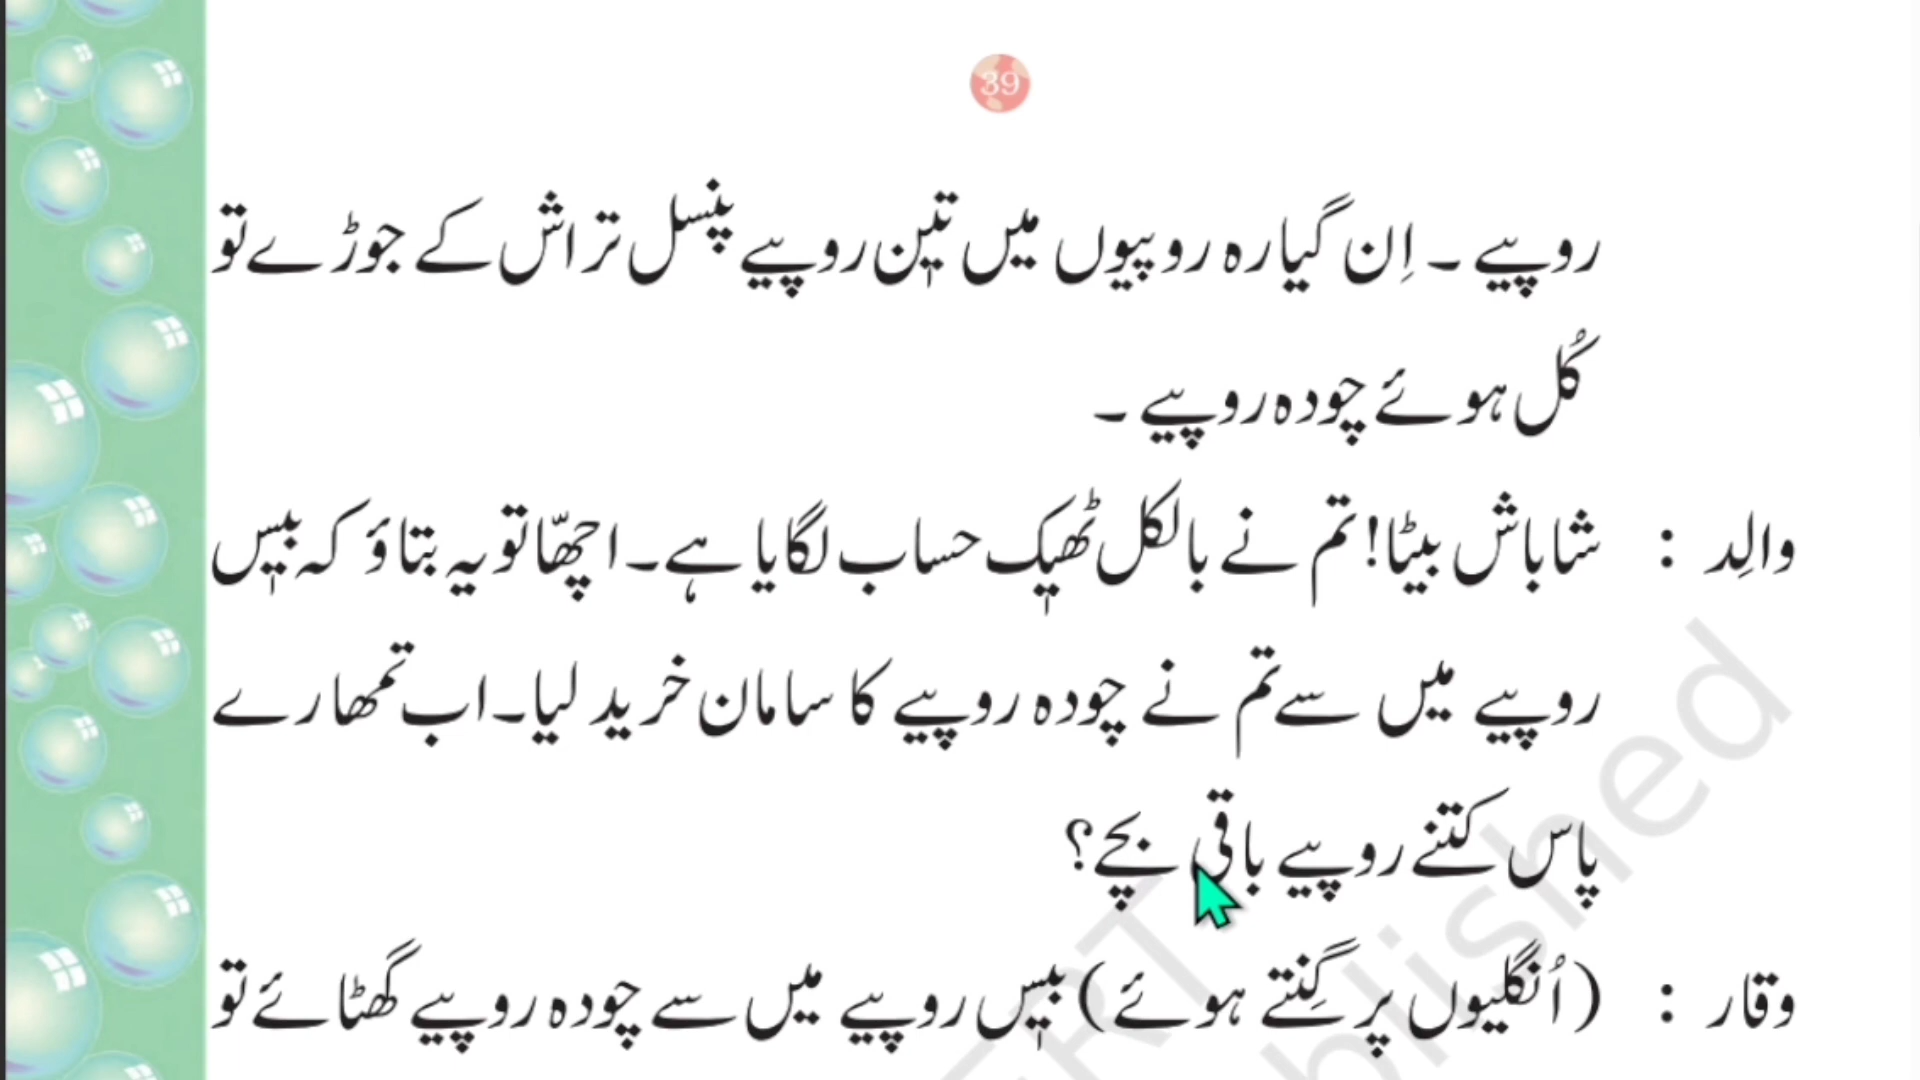 39
روپیے ۔ اِن گیارہ روپیوں میں تین روپیے پنسل تراش کے جوڑے تو
کُل ہوئے چودہ روپیے ۔
والِد : شاباش بیٹا! تم نے بالکل ٹھیک حساب لگایا ہے۔ اچھّا تو یہ بتاؤ کہ بیس
روپیے میں سے تم نے چودہ روپیے کا سامان خرید لیا۔ اب تمھارے
پاس کتنے روپیے باقی بچے؟
وقار : (اُنگلیوں پر گِنتے ہوئے) بیس روپیے میں سے چودہ روپیے گھٹائے تو